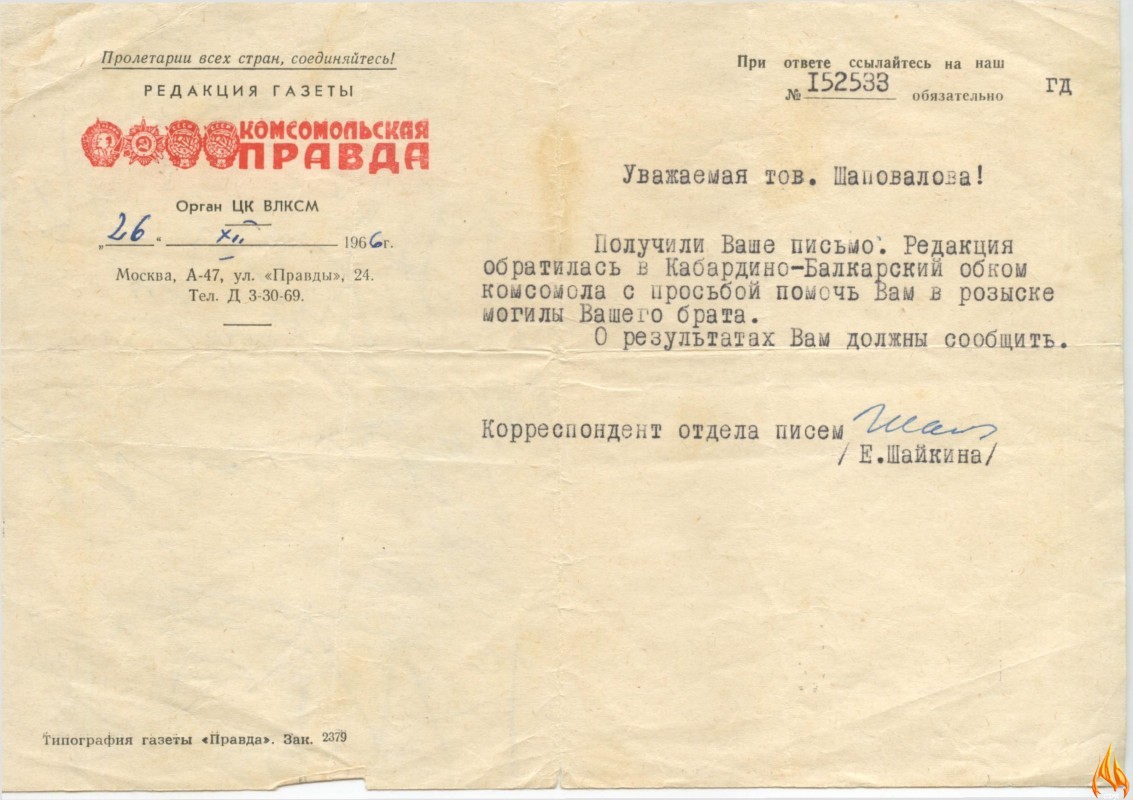 Пролетарии всех стран, соединяйтесь!
РЕДАКЦИЯ ГАЗЕТЫ
КОМСОМОЛЬСКАЯ
ПРАВДА
Орган ЦК ВЛКСМ
„26“ XII 1966г.
Москва, А-47, ул. «Правды», 24.
Тел. Д 3-30-69.
При ответе ссылайтесь на наш
№ I52533 обязательно
ГД
Уважаемая тов. Шаповалова!
Получили Ваше письмо. Редакция
обратилась в Кабардино-Балкарский обком
комсомола с просьбой помочь Вам в розыске
могилы Вашего брата.
О результатах Вам должны сообщить.
Корреспондент отдела писем
/ Е.Шайкина/
Типография газеты «Правда». Зак. 2379